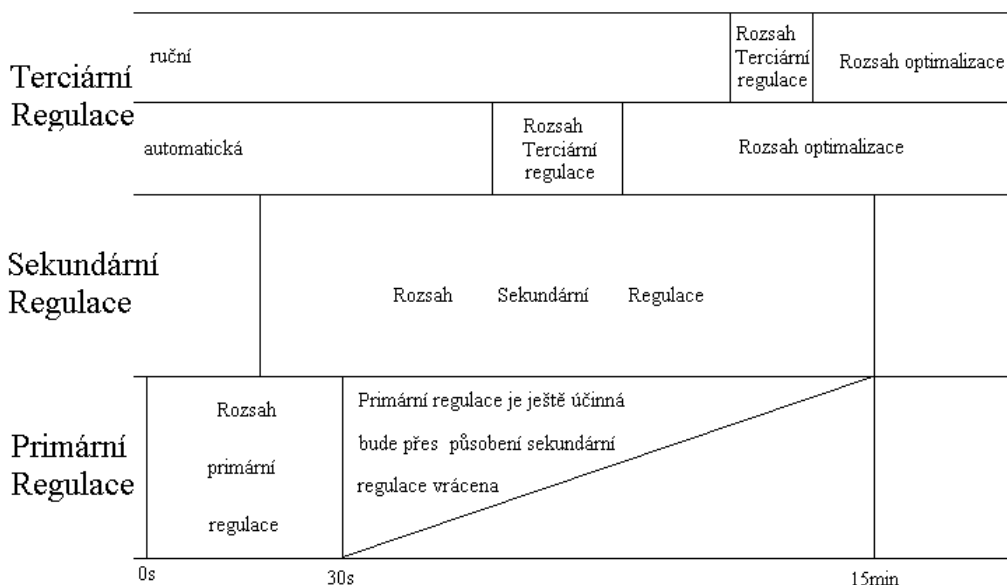 Terciární
Regulace
ruční
Rozsah
Terciární
regulace
Rozsah optimalizace
automatická
Rozsah
Terciární
regulace
Rozsah optimalizace
Sekundární
Regulace
Rozsah Sekundární Regulace
Primární
Regulace
Rozsah
primární
regulace
Primární regulace je ještě účinná
bude přes působení sekundární
regulace vrácena
0s
30s
15min